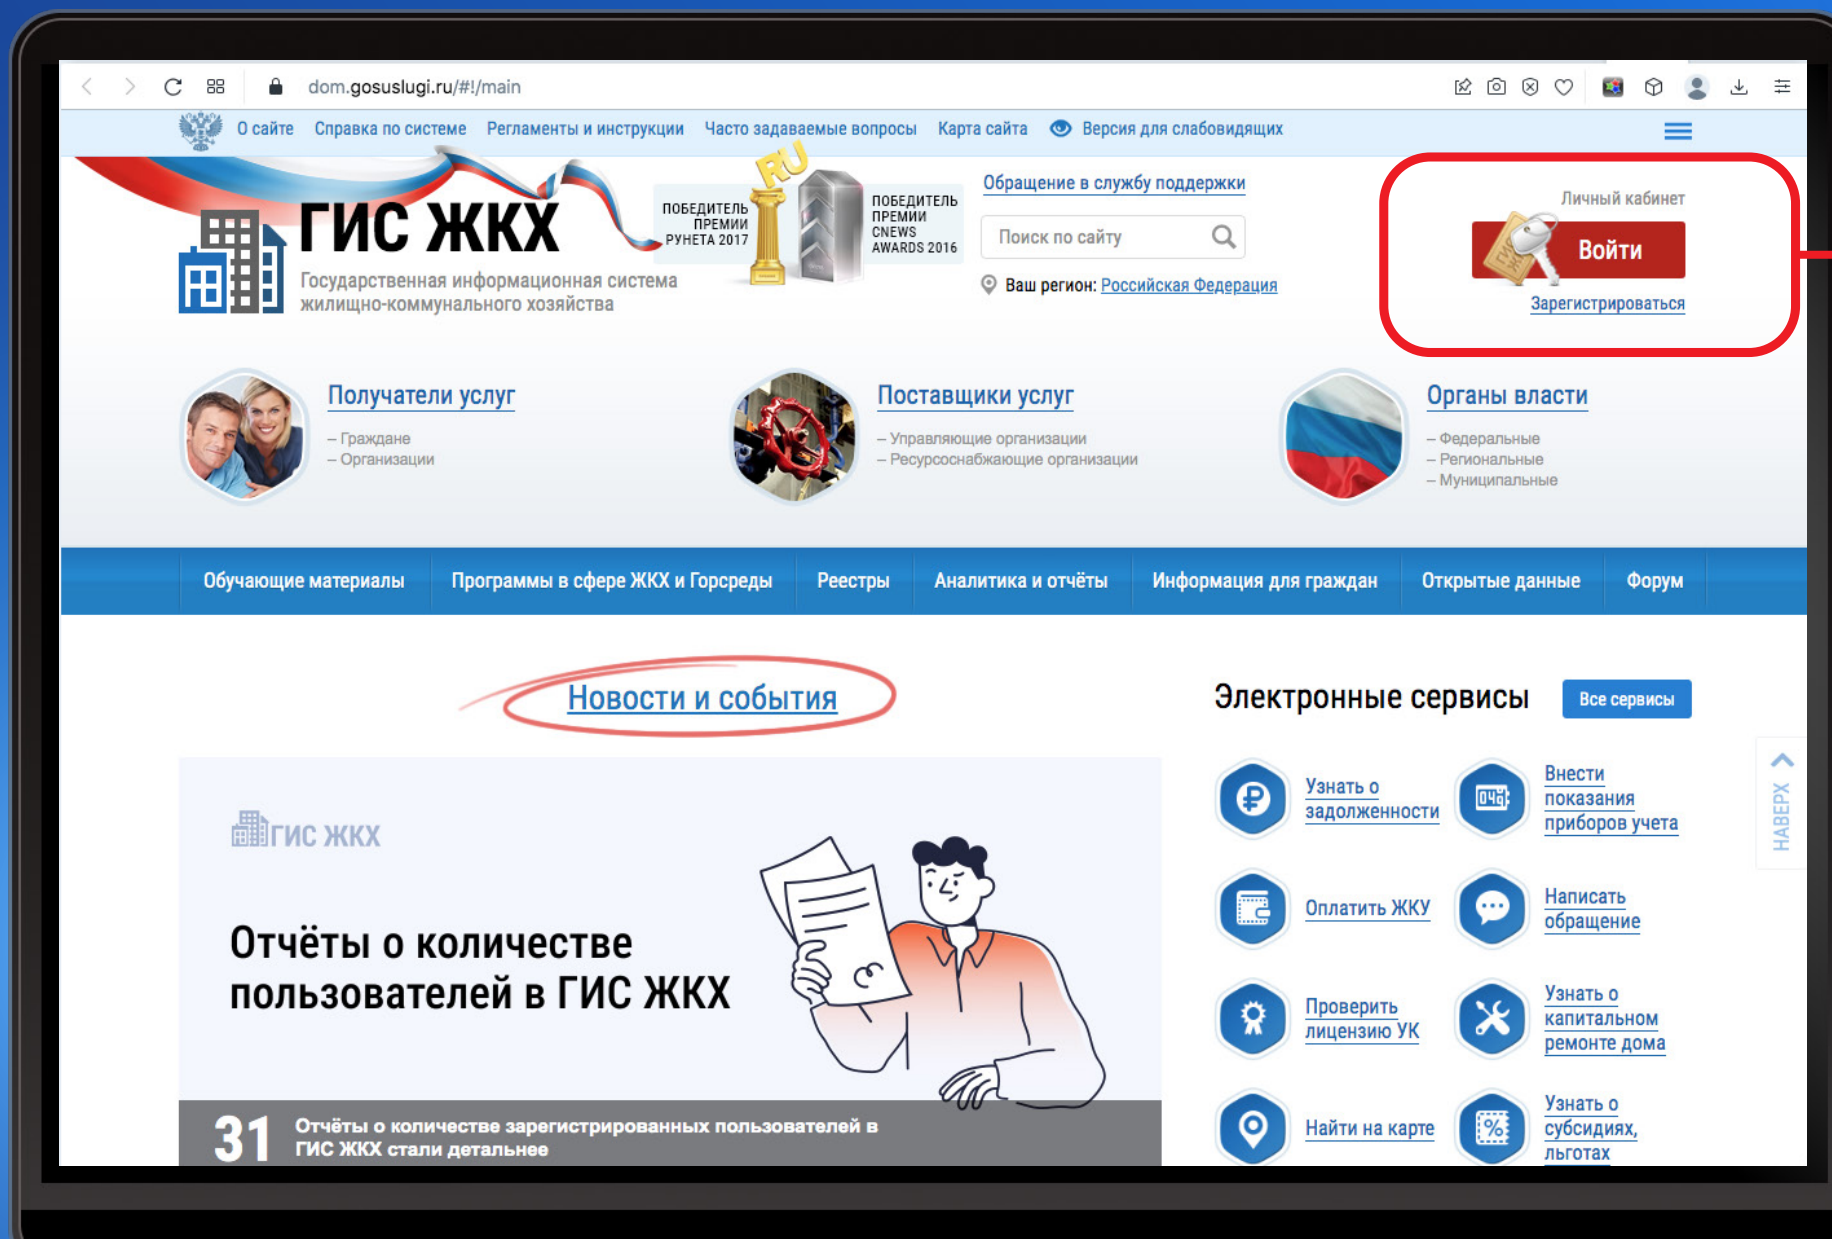 dom.gosuslugi.ru/#!/main
О сайте Справка по системе Регламенты и инструкции Часто задаваемые вопросы Карта сайта Версия для слабовидящих
ГИС ЖКХ
Государственная информационная система
жилищно-коммунального хозяйства
ПОБЕДИТЕЛЬ
ПРЕМИИ
РУНЕТА 2017
RU
ПОБЕДИТЕЛЬ
ПРЕМИИ
CNEWS
AWARDS 2016
Обращение в службу поддержки
Поиск по сайту
Ваш регион: Российская Федерация
Личный кабинет
Войти
Зарегистрироваться
Получатели услуг
– Граждане
– Организации
Поставщики услуг
– Управляющие организации
– Ресурсоснабжающие организации
Органы власти
– Федеральные
– Региональные
– Муниципальные
Обучающие материалы Программы в сфере ЖКХ и Горсреды Реестры Аналитика и отчёты Информация для граждан Открытые данные Форум
Новости и события
ГИС ЖКХ
Отчёты о количестве
пользователей в ГИС ЖКХ
31
Отчёты о количестве зарегистрированных пользователей в
ГИС ЖКХ стали детальнее
Электронные сервисы
Все сервисы
Узнать о
задолженности
Внести
показания
приборов учета
Оплатить ЖКУ
Написать
обращение
Проверить
лицензию УК
Узнать о
капитальном
ремонте дома
Найти на карте
Узнать о
субсидиях,
льготах
НАВЕРХ